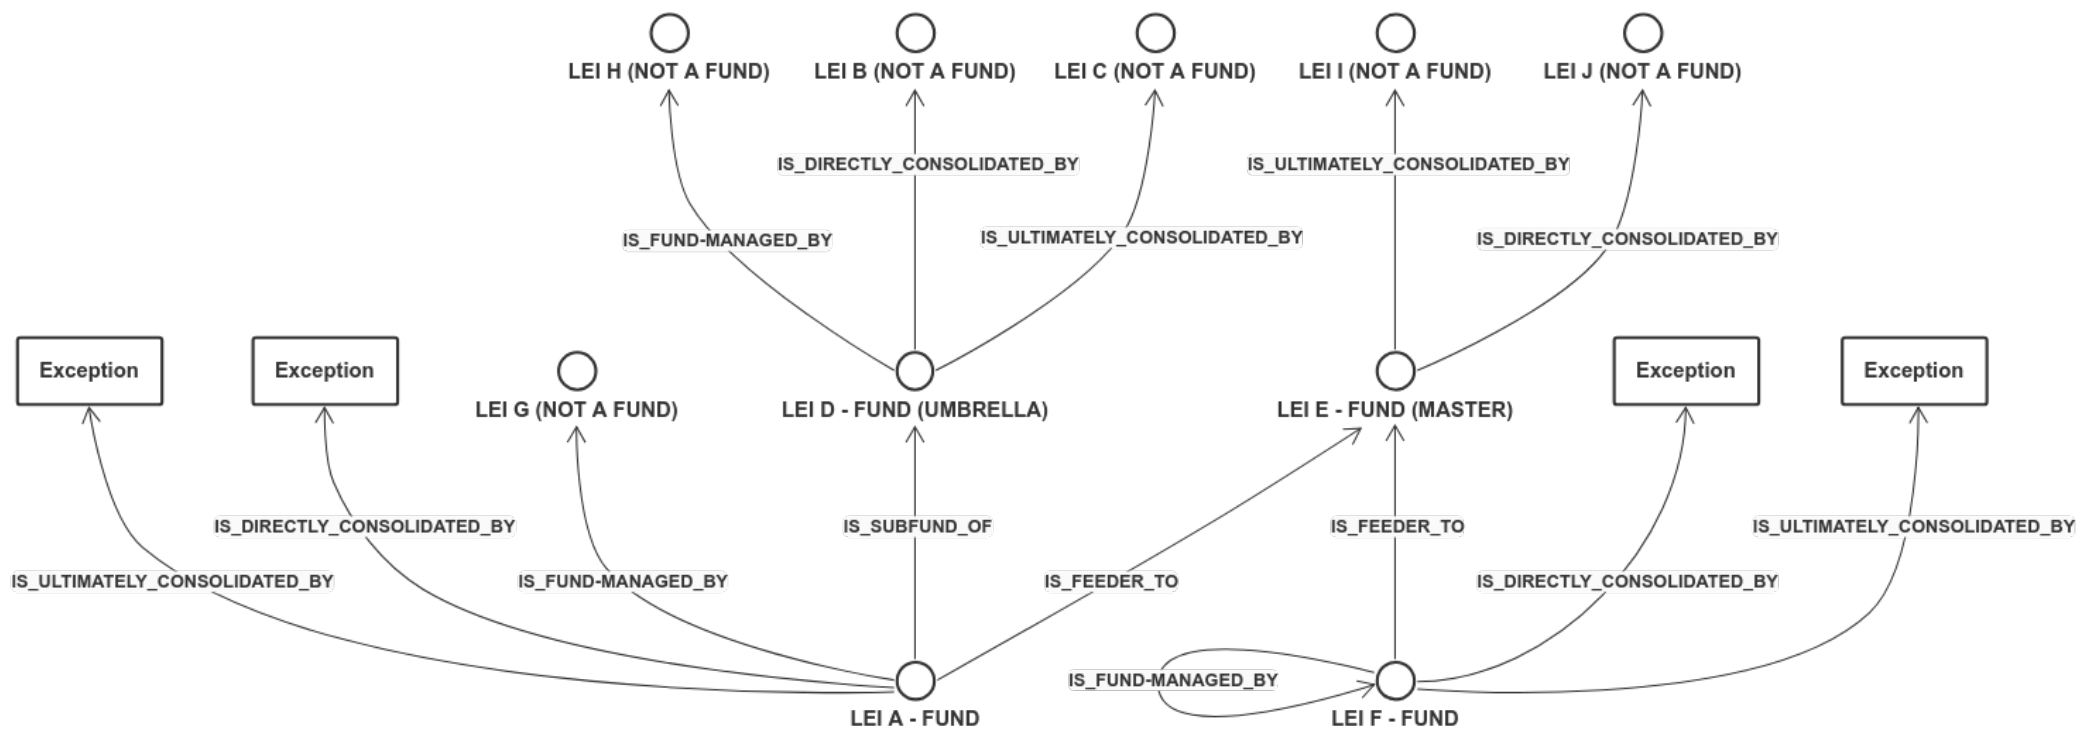 LEI H (NOT A FUND)
LEI B (NOT A FUND)
LEI C (NOT A FUND)
LEI I (NOT A FUND)
LEI J (NOT A FUND)
IS_DIRECTLY_CONSOLIDATED_BY
IS_ULTIMATELY_CONSOLIDATED_BY
IS_FUND-MANAGED_BY
IS_ULTIMATELY_CONSOLIDATED_BY
IS_DIRECTLY_CONSOLIDATED_BY
Exception
Exception
Exception
Exception
LEI G (NOT A FUND)
LEI D - FUND (UMBRELLA)
LEI E - FUND (MASTER)
IS_DIRECTLY_CONSOLIDATED_BY
IS_SUBFUND_OF
IS_FEEDER_TO
IS_ULTIMATELY_CONSOLIDATED_BY
IS_ULTIMATELY_CONSOLIDATED_BY
IS_FUND-MANAGED_BY
IS_FEEDER_TO
IS_DIRECTLY_CONSOLIDATED_BY
IS_FUND-MANAGED_BY
LEI A - FUND
LEI F - FUND